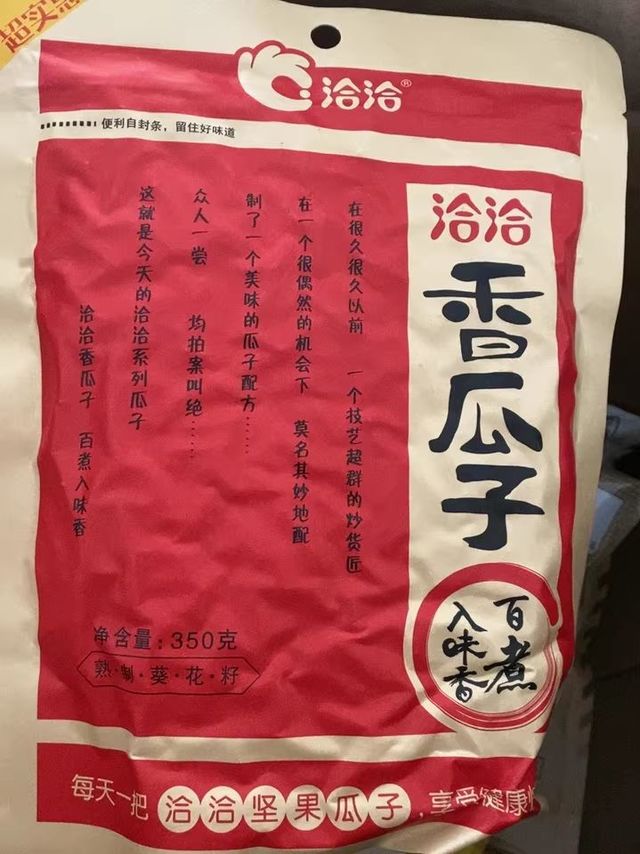 超实
洽洽®
便利自封条，留住好味道
洽洽
香瓜子
百煮
入味香
在很久很久以前 一个技艺超群的炒货匠
在一个很偶然的机会下 莫名其妙地配
制了一个美味的瓜子配方……
众人一尝 均拍案叫绝……
这就是今天的洽洽系列瓜子
洽洽香瓜子 百煮入味香
净含量：350克
熟·制·葵·花·籽
每天一把 洽洽坚果瓜子，享受健康